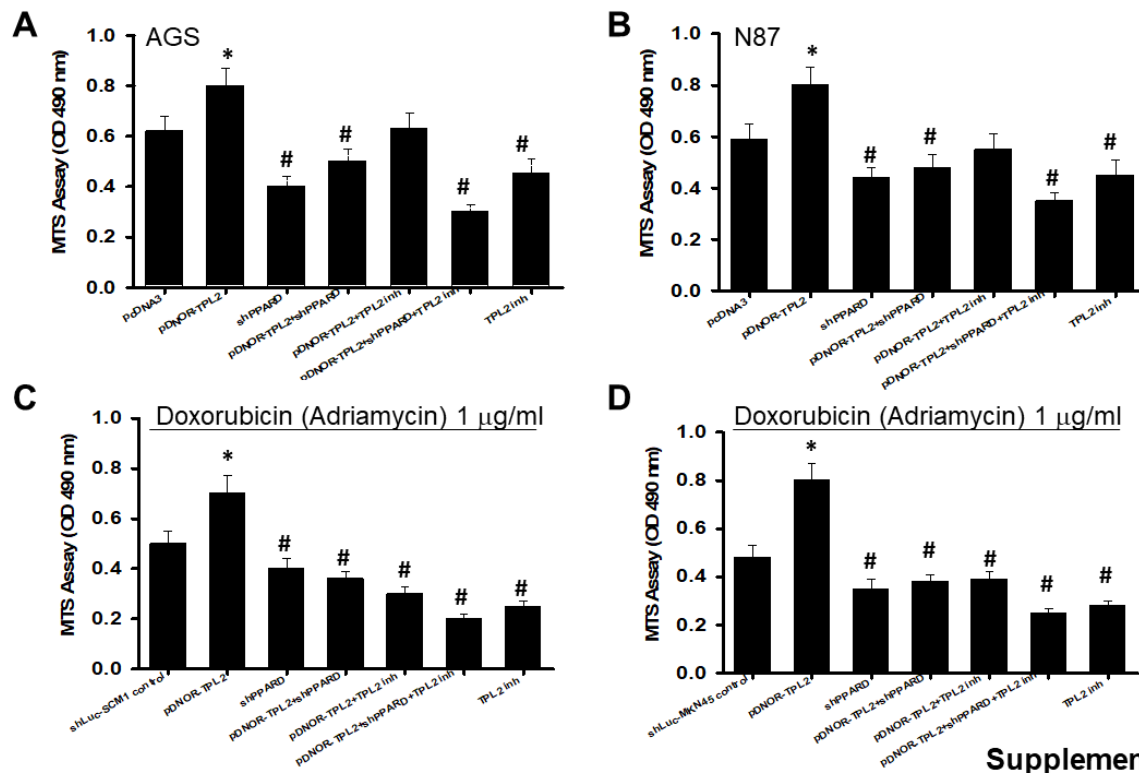 A
AGS
MTS Assay (OD 490 nm)
1.0
0.8
0.6
0.4
0.2
0.0
*
#
#
#
#
pcDNA3
pDNOR-TPL2
shPPARD
pDNOR-TPL2+shPPARD
pDNOR-TPL2+TPL2 inh
pDNOR-TPL2+shPPARD+TPL2 inh
TPL2 inh
B
N87
MTS Assay (OD 490 nm)
1.0
0.8
0.6
0.4
0.2
0.0
*
#
#
#
#
pcDNA3
pDNOR-TPL2
shPPARD
pDNOR-TPL2+shPPARD
pDNOR-TPL2+TPL2 inh
pDNOR-TPL2+shPPARD+TPL2 inh
TPL2 inh
C
Doxorubicin (Adriamycin) 1 μg/ml
MTS Assay (OD 490 nm)
1.0
0.8
0.6
0.4
0.2
0.0
*
#
#
#
#
#
shLuc-SCM1 control
pDNOR-TPL2
shPPARD
pDNOR-TPL2+shPPARD
pDNOR-TPL2+TPL2 inh
pDNOR-TPL2+shPPARD+TPL2 inh
TPL2 inh
D
Doxorubicin (Adriamycin) 1 μg/ml
MTS Assay (OD 490 nm)
1.0
0.8
0.6
0.4
0.2
0.0
*
#
#
#
#
#
shLuc-MKN45 control
pDNOR-TPL2
shPPARD
pDNOR-TPL2+shPPARD
pDNOR-TPL2+TPL2 inh
pDNOR-TPL2+shPPARD+TPL2 inh
TPL2 inh
Supplemen